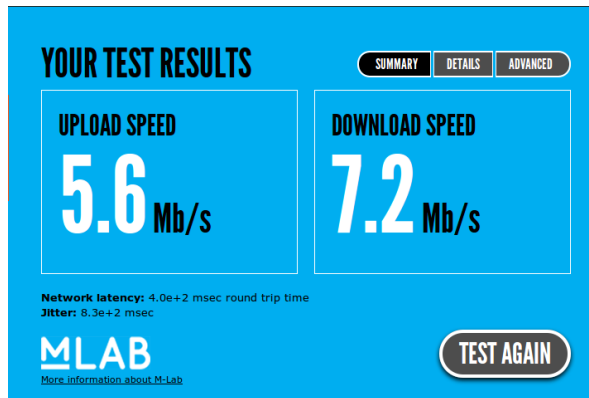 YOUR TEST RESULTS
SUMMARY DETAILS ADVANCED
UPLOAD SPEED
5.6 Mb/s
DOWNLOAD SPEED
7.2 Mb/s
Network latency: 4.0e+2 msec round trip time
Jitter: 8.3e+2 msec
MLAB
More information about M-Lab
TEST AGAIN